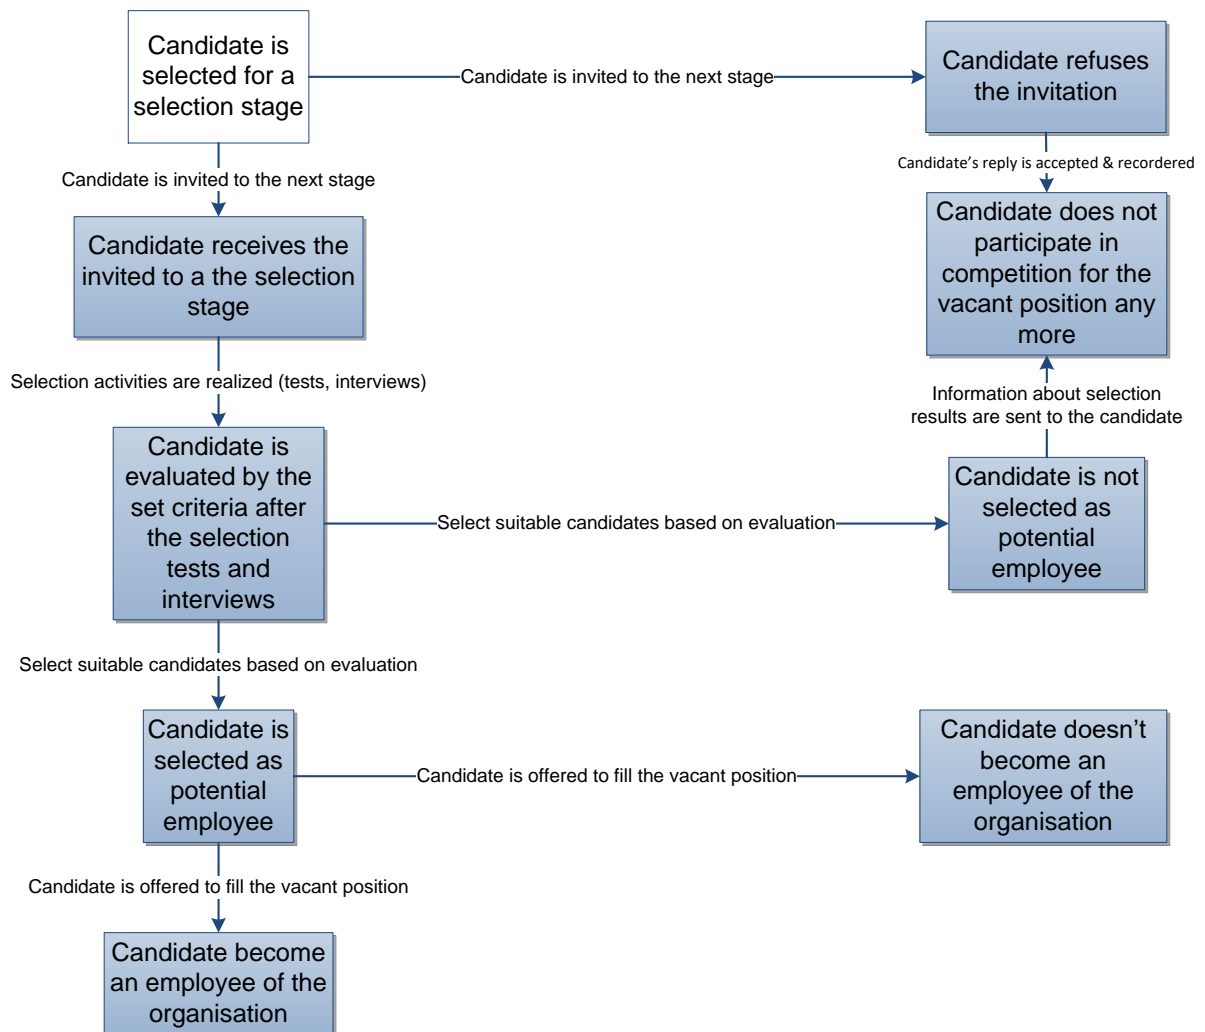 Candidate is
selected for a
selection stage
Candidate is invited to the next stage
Candidate refuses
the invitation
Candidate is invited to the next stage
Candidate's reply is accepted & recordered
Candidate receives the
invited to a the selection
stage
Candidate does not
participate in
competition for the
vacant position any
more
Selection activities are realized (tests, interviews)
Information about selection
results are sent to the candidate
Candidate is
evaluated by the
set criteria after
the selection
tests and
interviews
Select suitable candidates based on evaluation
Candidate is not
selected as
potential
employee
Select suitable candidates based on evaluation
Candidate is
selected as
potential
employee
Candidate is offered to fill the vacant position
Candidate doesn’t
become an
employee of the
organisation
Candidate is offered to fill the vacant position
Candidate become
an employee of the
organisation